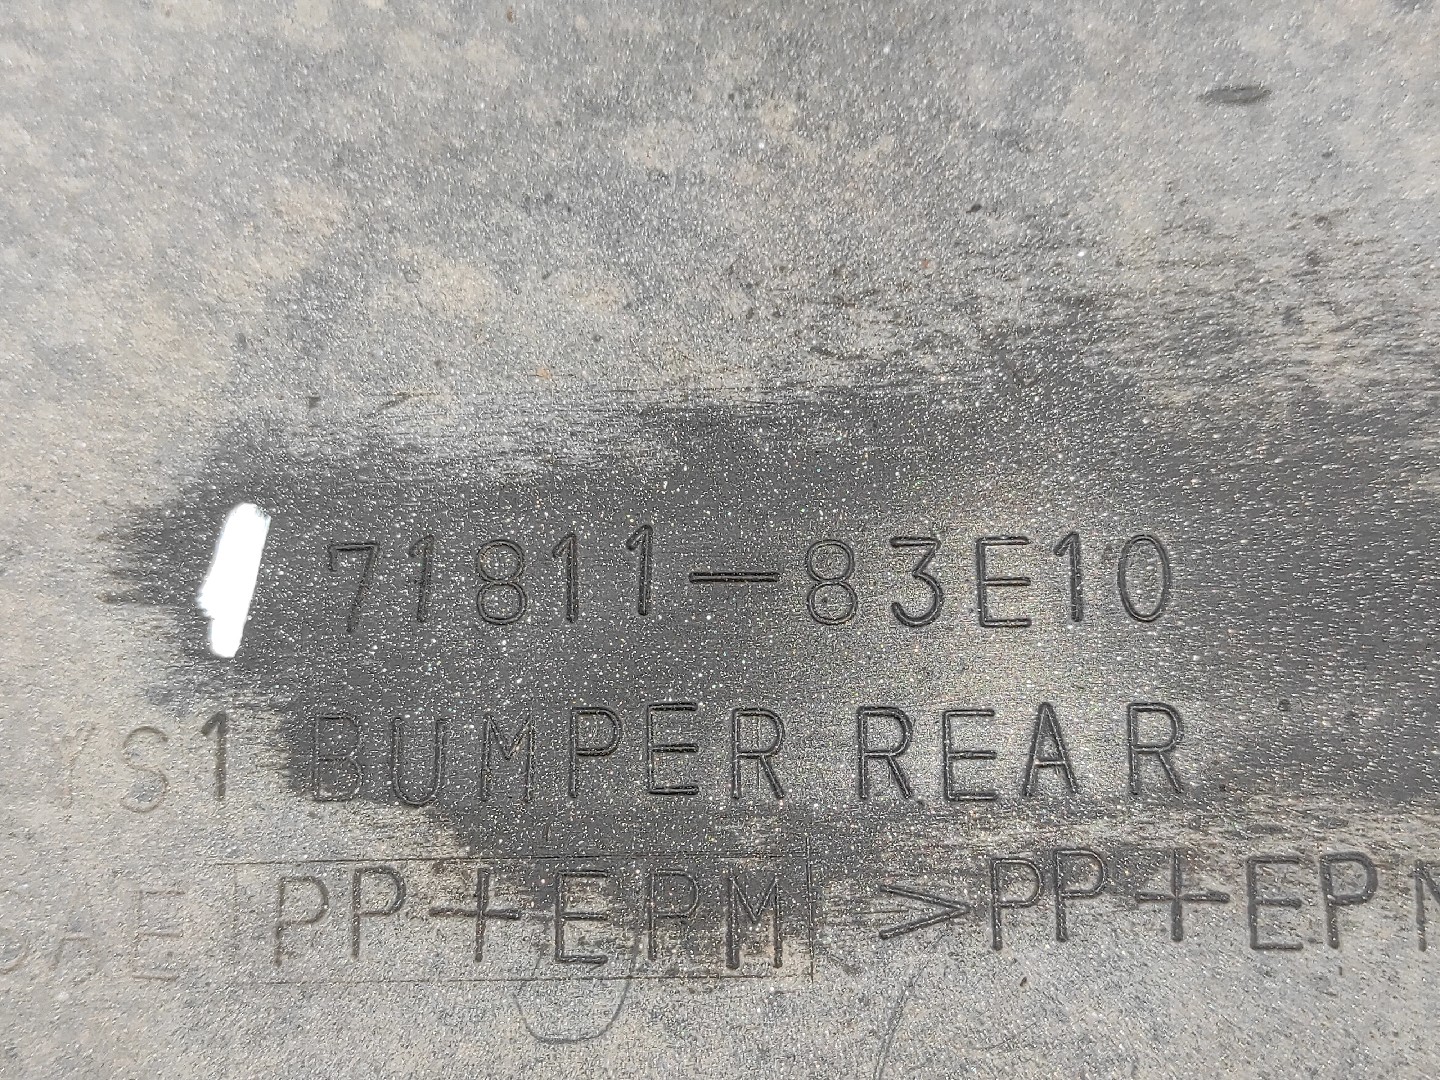 71811-83E10
YS1 BUMPER REAR
PP+EPM >PP+EP